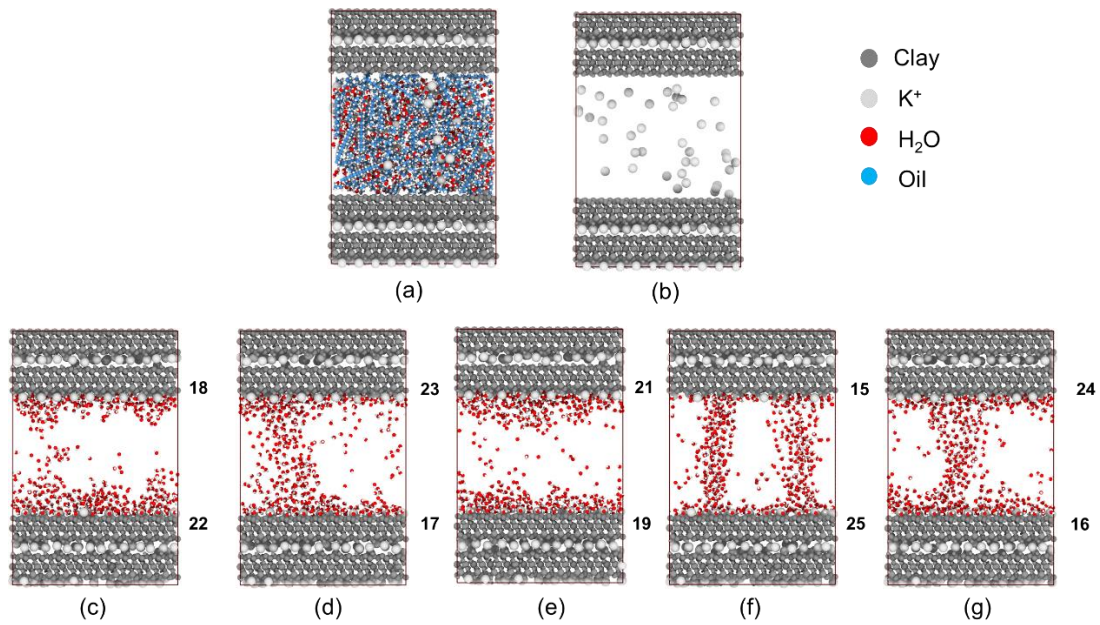 Clay
K+
H2O
Oil
(a)
(b)
18
23
21
15
24
22
17
19
25
16
(c)
(d)
(e)
(f)
(g)